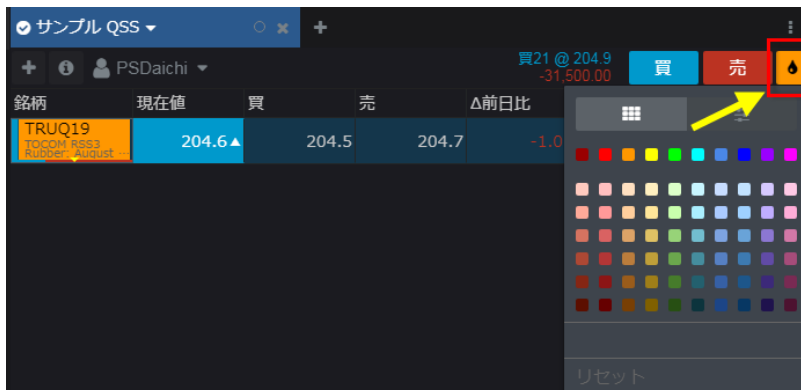 サンプル QSS
PSDaichi
買21 @ 204.9
-31,500.00
買
売
銘柄 現在値 買 売 Δ前日比
TRUQ19 204.6▲ 204.5 204.7 -1.0
TOCOM RSS3
Rubber: August ...
リセット